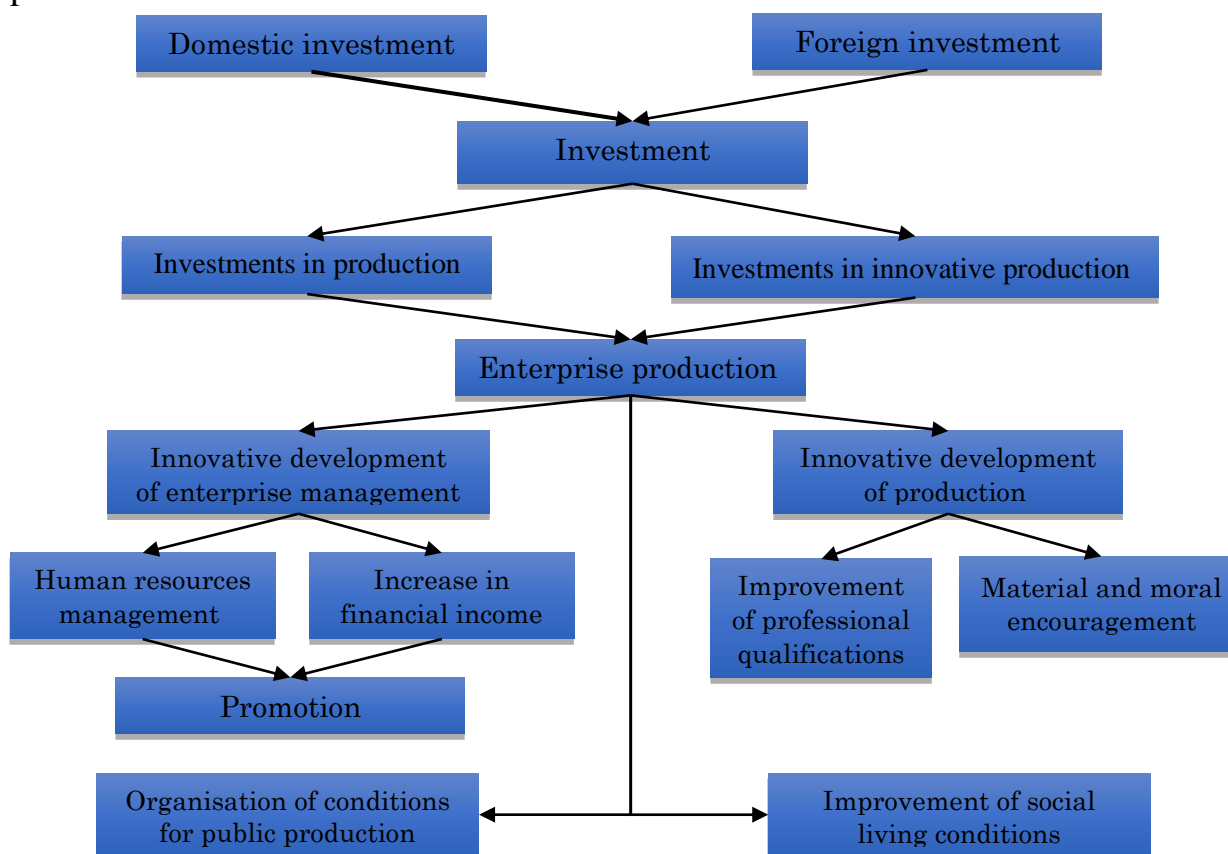 Domestic investment
Foreign investment
Investment
Investments in production
Investments in innovative production
Enterprise production
Innovative development
of enterprise management
Innovative development
of production
Human resources
management
Increase in
financial income
Improvement
of professional
qualifications
Material and moral
encouragement
Promotion
Organisation of conditions
for public production
Improvement of social
living conditions